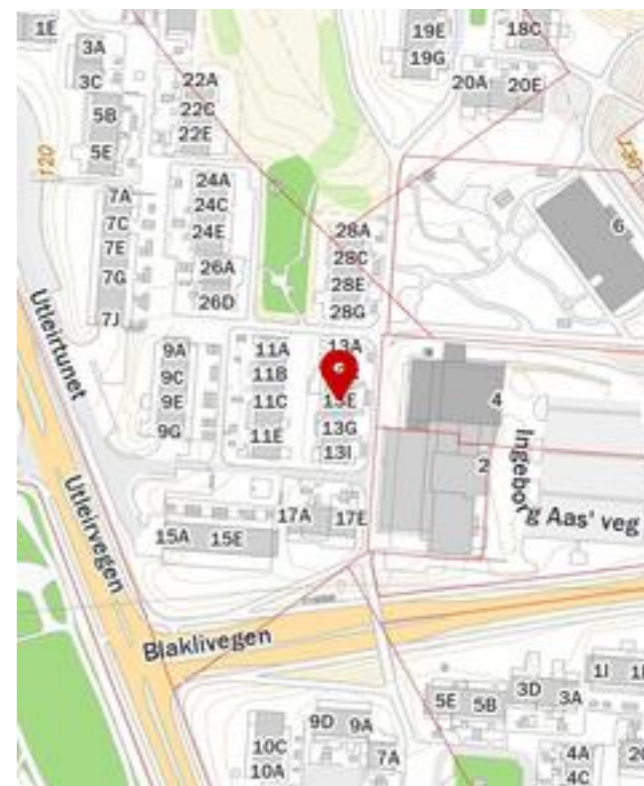 1E
3A
3C
5B
5E
120
22A
22C
22E
24A
24C
24E
26A
26D
7A
7C
7E
7G
7J
19E
19G
18C
20A
20E
28A
28C
28E
28G
6
Utleirtunet
9A
9C
9E
9G
11A
11B
11C
11E
13A
13E
13G
13I
4
2
Ingeborg Aas' veg
Utleirvegen
15A
15E
17A
17E
Blaklivegen
10C
10A
9D
9A
7A
5E
5B
3D
3A
1I
4A
4C